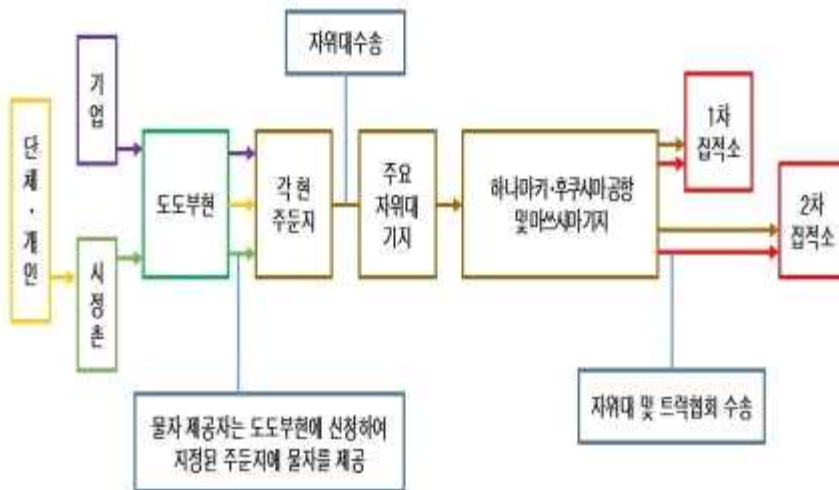 자위대수송
기업
단체·개인
시정촌
도도부현
각 현
주둔지
주요
자위대
기지
하나마키·후쿠시마공항
및마쓰시마기지
1차
집적소
2차
집적소
물자 제공자는 도도부현에 신청하여
지정된 주둔지에 물자를 제공
자위대 및 트럭협회 수송